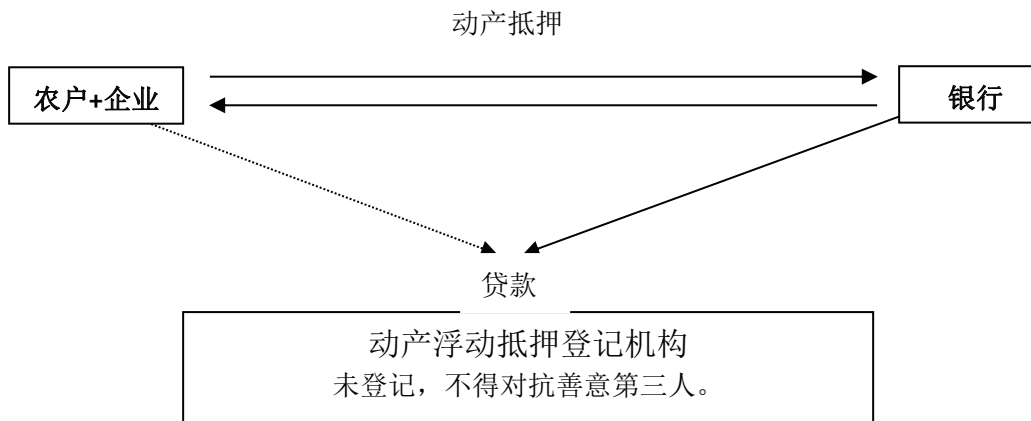 动产抵押
农户+企业
银行
贷款
动产浮动抵押登记机构
未登记，不得对抗善意第三人。